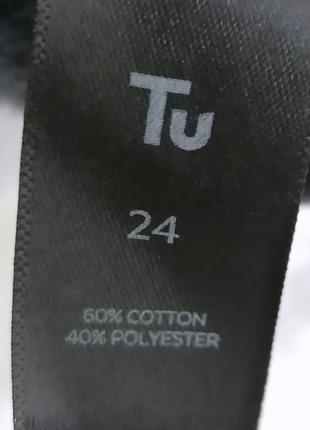 Tu
24
60% COTTON
40% POLYESTER